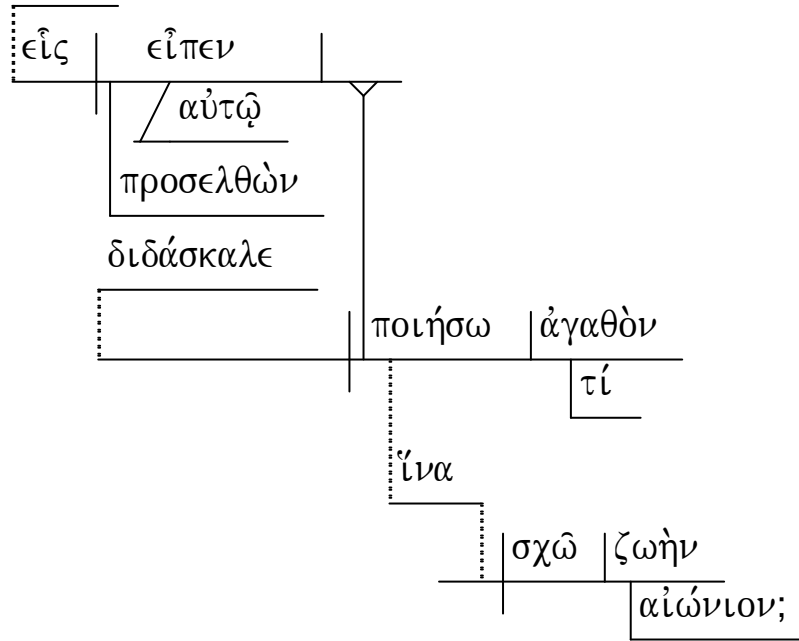 εἷς εἶπεν
αὐτῷ
προσελθὼν
διδάσκαλε
ποιήσω ἀγαθὸν
τί
ἵνα
σχῶ ζωὴν
αἰώνιον;